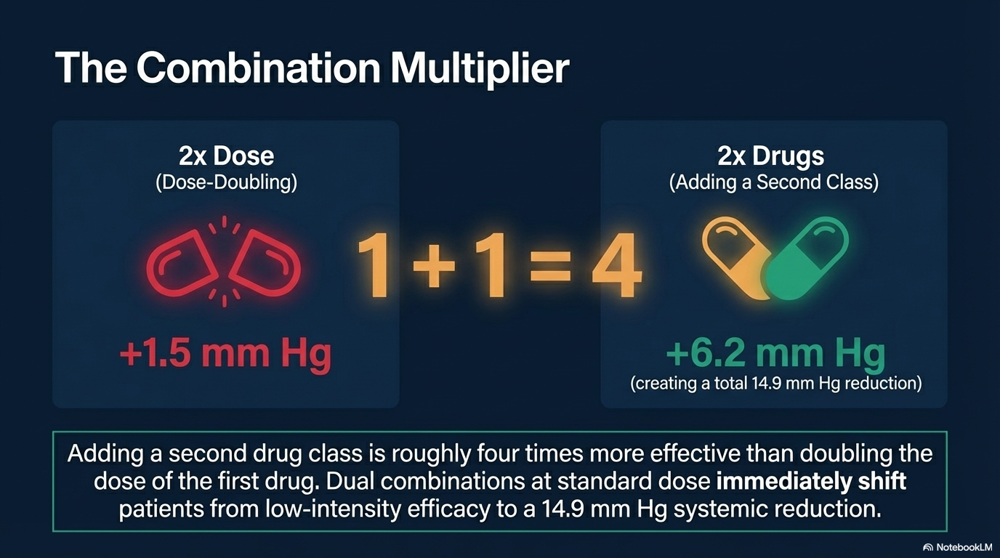 The Combination Multiplier
2x Dose
(Dose-Doubling)
+1.5 mm Hg
1 + 1 = 4
2x Drugs
(Adding a Second Class)
+6.2 mm Hg
(creating a total 14.9 mm Hg reduction)
Adding a second drug class is roughly four times more effective than doubling the
dose of the first drug. Dual combinations at standard dose immediately shift
patients from low-intensity efficacy to a 14.9 mm Hg systemic reduction.
NotebookLM